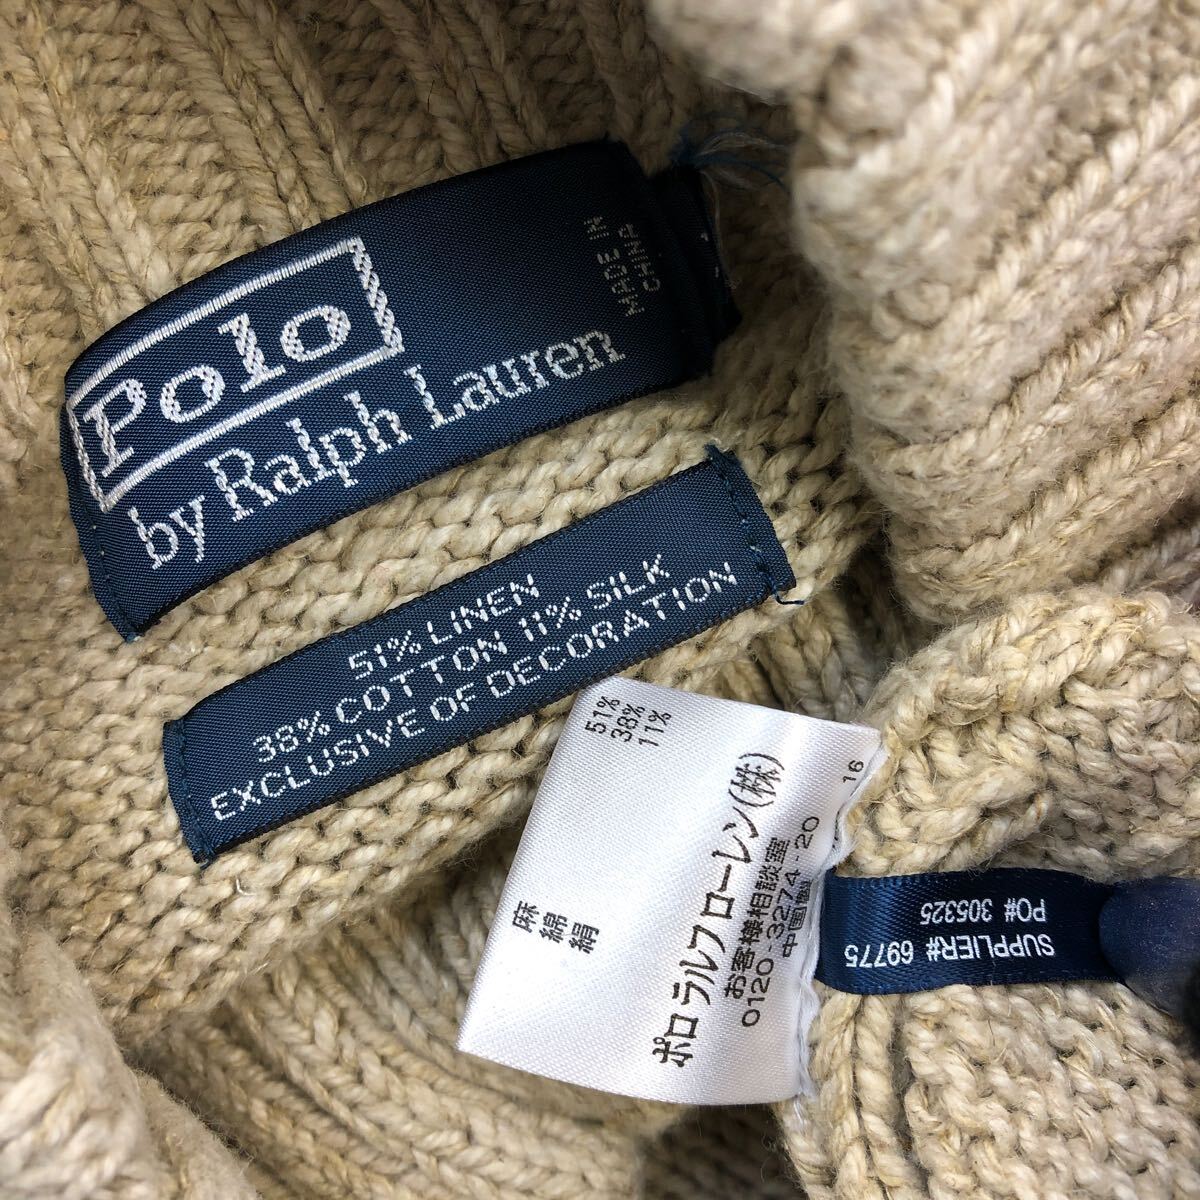 Polo
by Ralph Lauren
MADE IN
CHINA
51% LINEN
38% COTTON 11% SILK
EXCLUSIVE OF DECORATION
麻 51%
綿 38%
絹 11%
ポロ ラルフ ローレン(株)
お客様相談室
0120-3274-20
中国製
16
SUPPLIER# 69775
PO# 305325